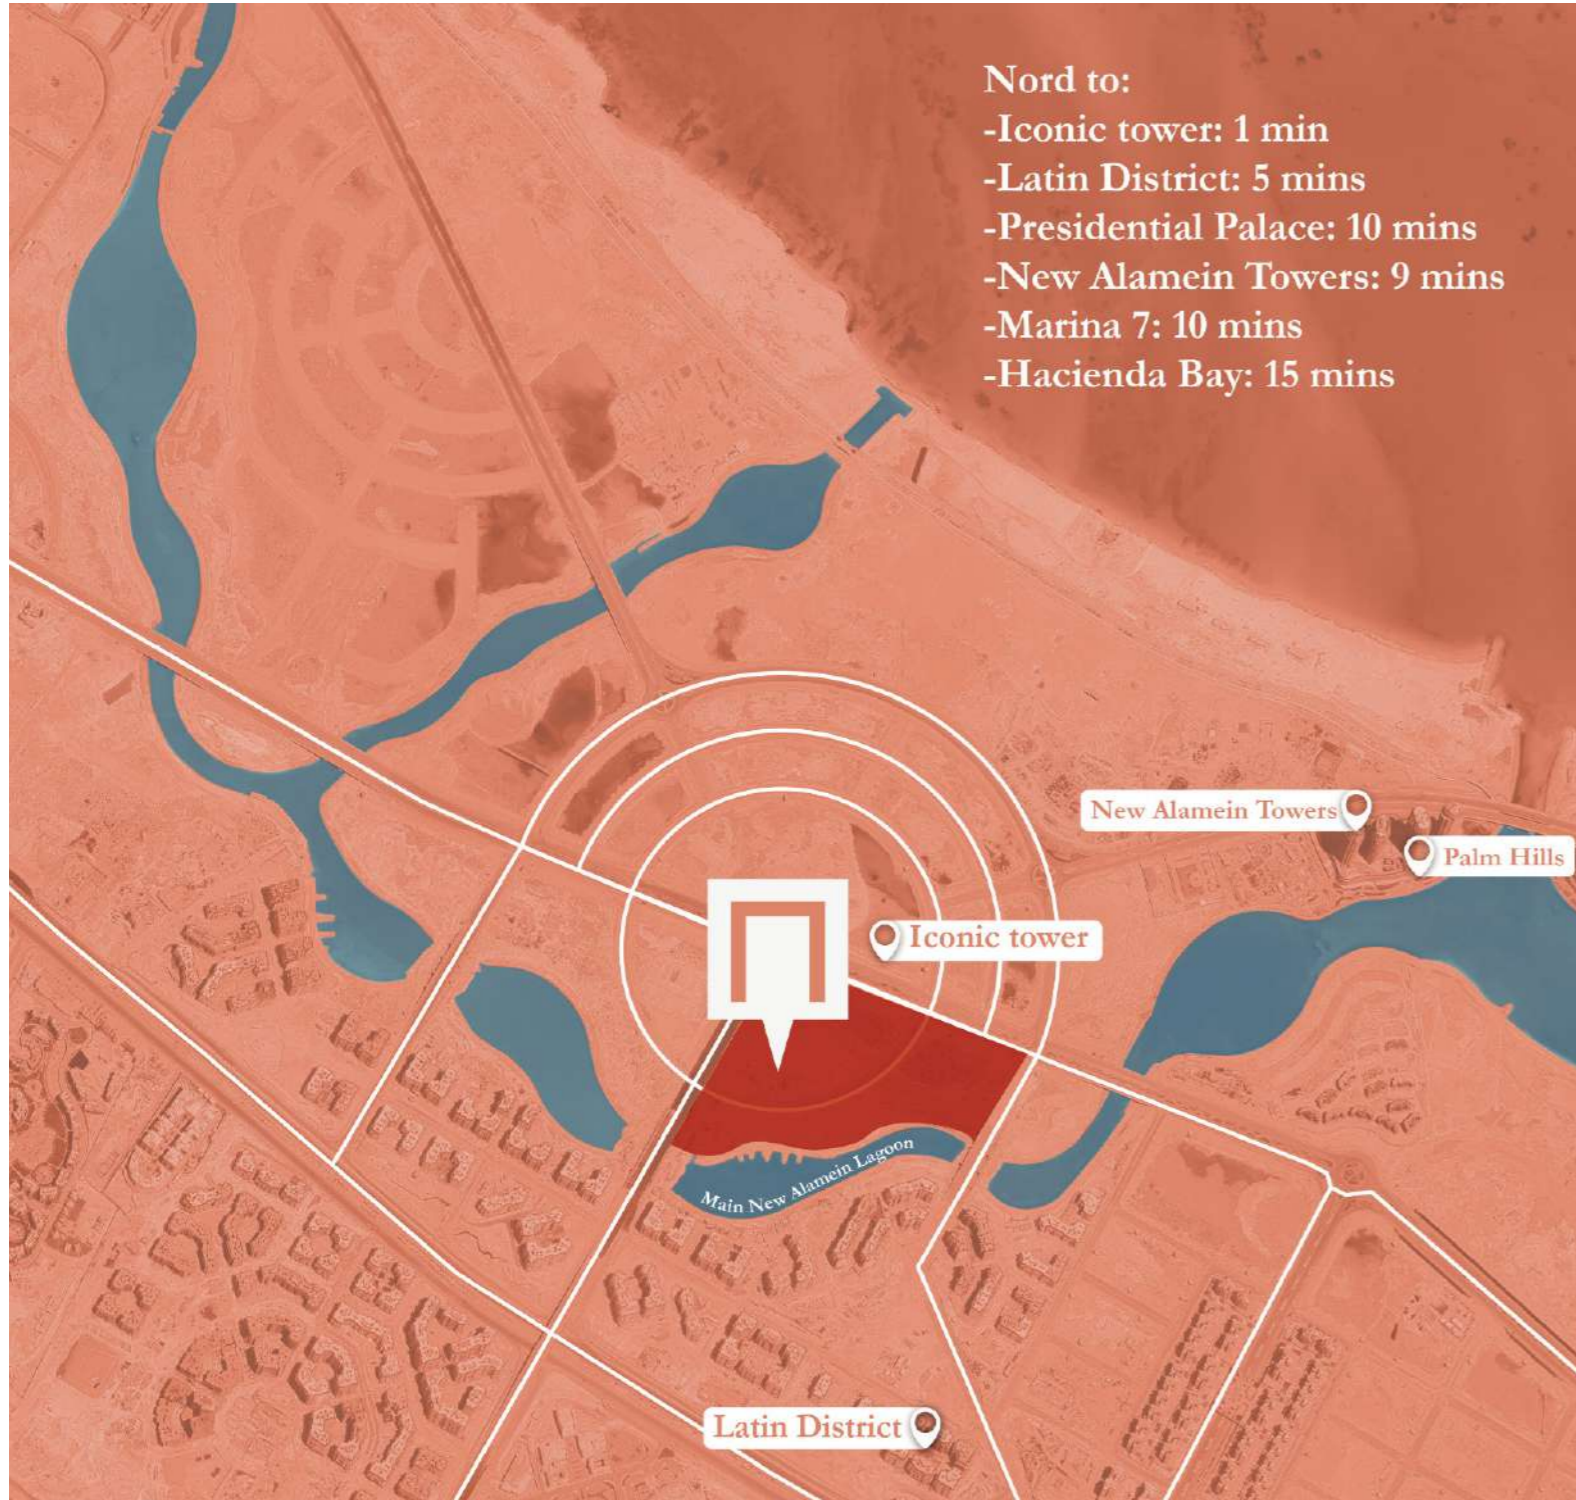 Nord to:
-Iconic tower: 1 min
-Latin District: 5 mins
-Presidential Palace: 10 mins
-New Alamein Towers: 9 mins
-Marina 7: 10 mins
-Hacienda Bay: 15 mins
New Alamein Towers
Palm Hills
Iconic tower
Main New Alamein Lagoon
Latin District